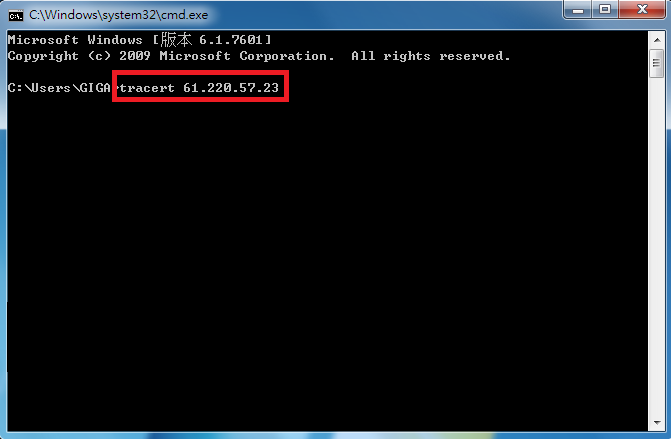 C:\Windows\system32\cmd.exe
Microsoft Windows [版本 6.1.7601]
Copyright (c) 2009 Microsoft Corporation.  All rights reserved.
C:\Users\GIGA>tracert 61.220.57.23